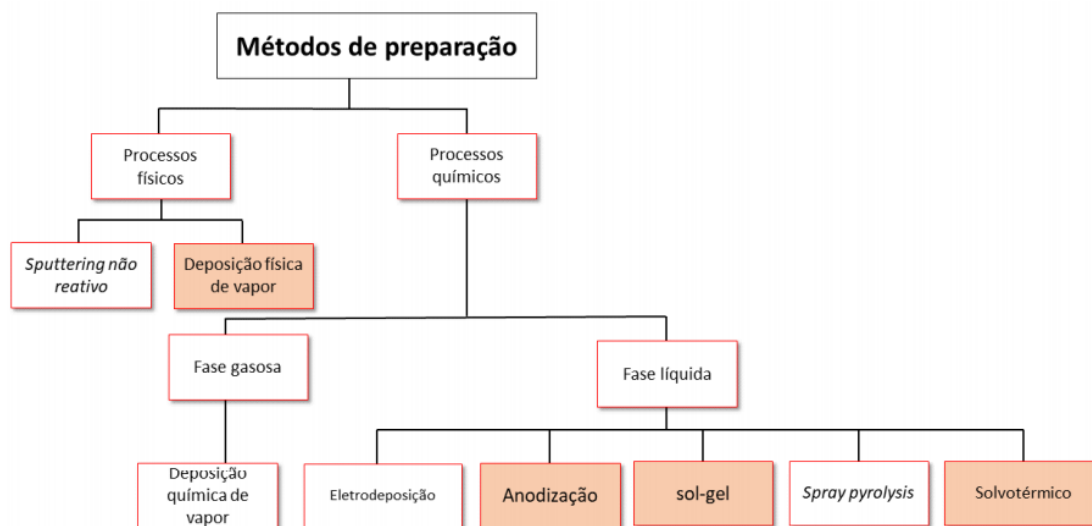 Métodos de preparação
Processos
físicos
Processos
químicos
Sputtering não
reativo
Deposição física
de vapor
Fase gasosa
Fase líquida
Deposição
química de
vapor
Eletrodeposição
Anodização
sol-gel
Spray pyrolysis
Solvotérmico